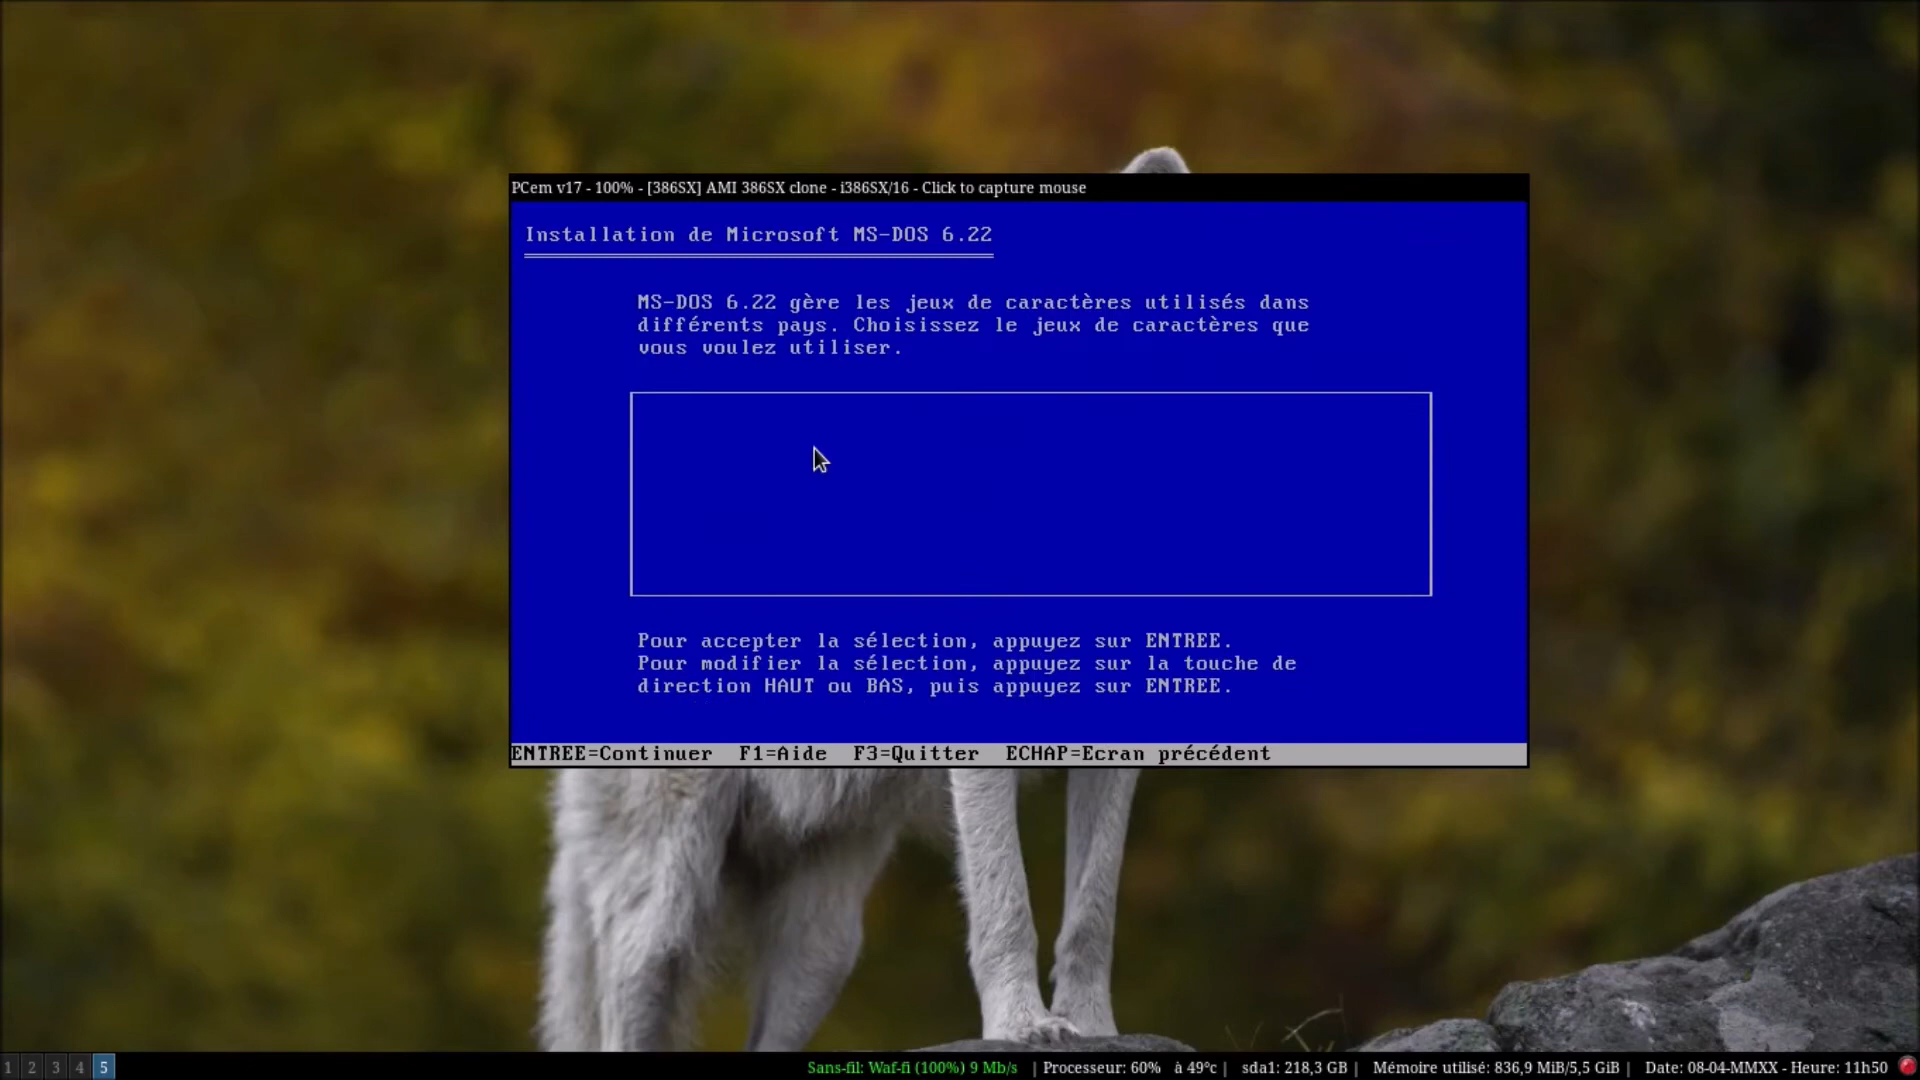 PCem v17 - 100% - [386SX] AMI 386SX clone - i386SX/16 - Click to capture mouse
Installation de Microsoft MS-DOS 6.22
MS-DOS 6.22 gère les jeux de caractères utilisés dans
différents pays. Choisissez le jeux de caractères que
vous voulez utiliser.
Pour accepter la sélection, appuyez sur ENTREE.
Pour modifier la sélection, appuyez sur la touche de
direction HAUT ou BAS, puis appuyez sur ENTREE.
ENTREE=Continuer F1=Aide F3=Quitter ECHAP=Ecran précédent
1 2 3 4 5 Sans-fil: Waf-fi (100%) 9 Mb/s | Processeur: 60% à 49ºc | sda1: 218,3 GB | Mémoire utilisé: 836,9 MiB/5,5 GiB | Date: 08-04-MMXX - Heure: 11h50